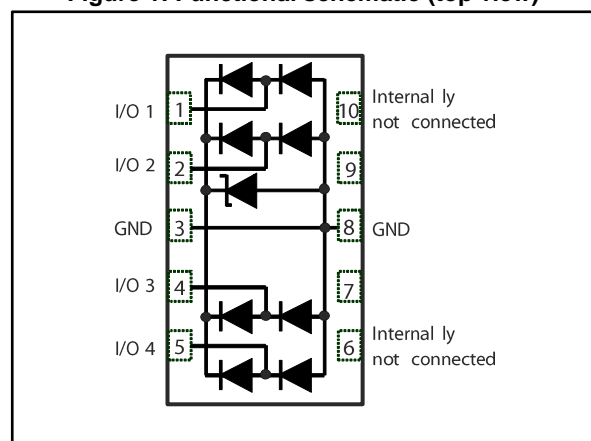 Figure 1. Functional schematic (top view)
I/O 1
1
10
Internal ly
not connected
I/O 2
2
9
GND
3
8
GND
I/O 3
4
7
I/O 4
5
6
Internal ly
not connected